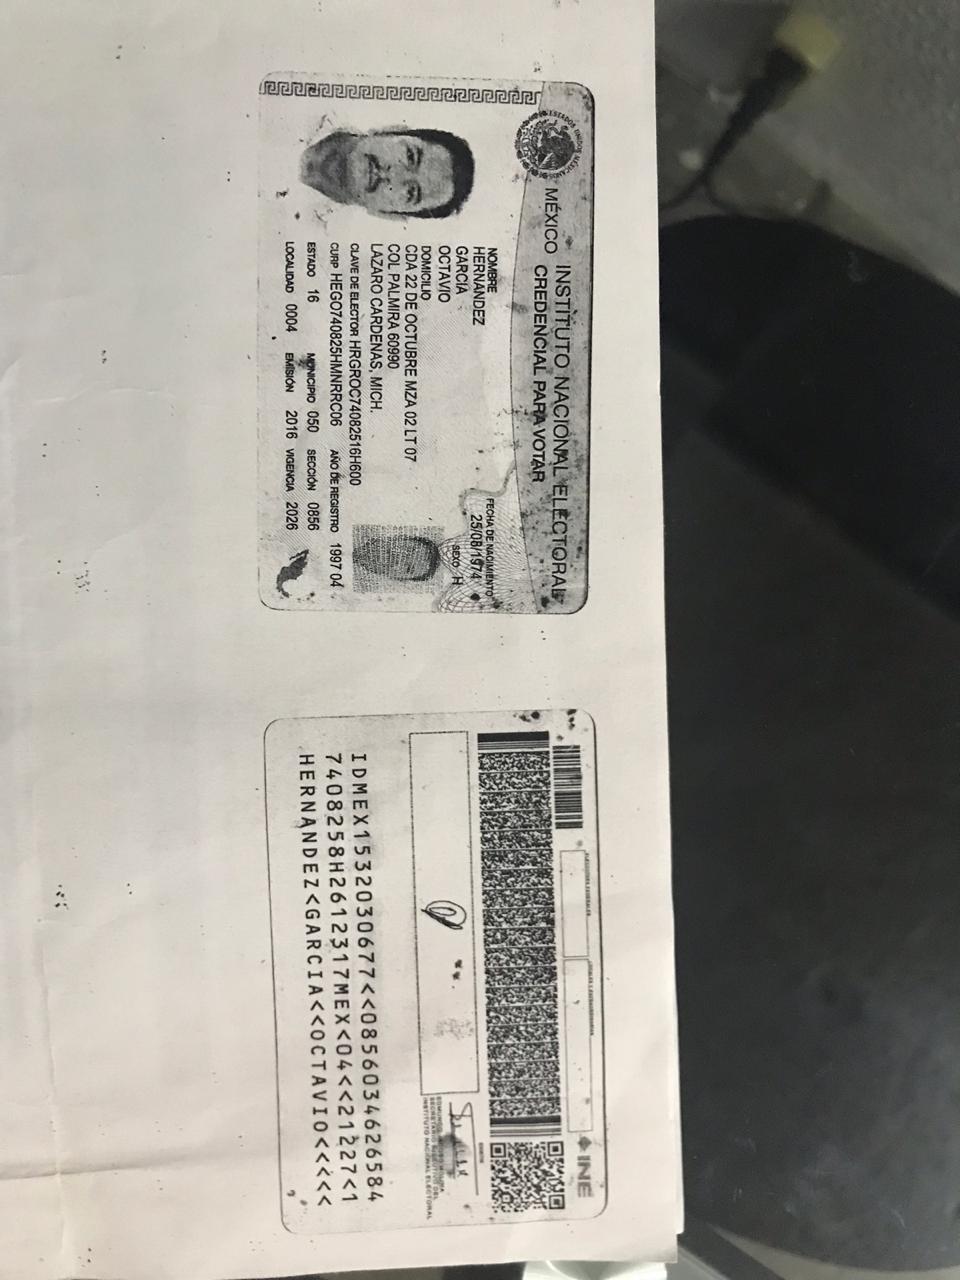 ESTADOS UNIDOS MEXICANOS
MÉXICO INSTITUTO NACIONAL ELECTORAL
CREDENCIAL PARA VOTAR
NOMBRE
HERNANDEZ
GARCIA
OCTAVIO
FECHA DE NACIMIENTO
25/08/1974
SEXO H
DOMICILIO
CDA 22 DE OCTUBRE MZA 02 LT 07
COL PALMIRA 60990
LAZARO CARDENAS, MICH.
CLAVE DE ELECTOR HRGROC74082516H600
CURP HEGO740825HMNRRC06 AÑO DE REGISTRO 1997 04
ESTADO 16 MUNICIPIO 050 SECCIÓN 0856
LOCALIDAD 0004 EMISIÓN 2016 VIGENCIA 2026
INE
SECRETARIO EJECUTIVO DEL
INSTITUTO NACIONAL ELECTORAL
IDMEX1532030677<<0856034626584
7408258H2612317MEX<04<<21227<1
HERNANDEZ<GARCIA<<OCTAVIO<<<<<